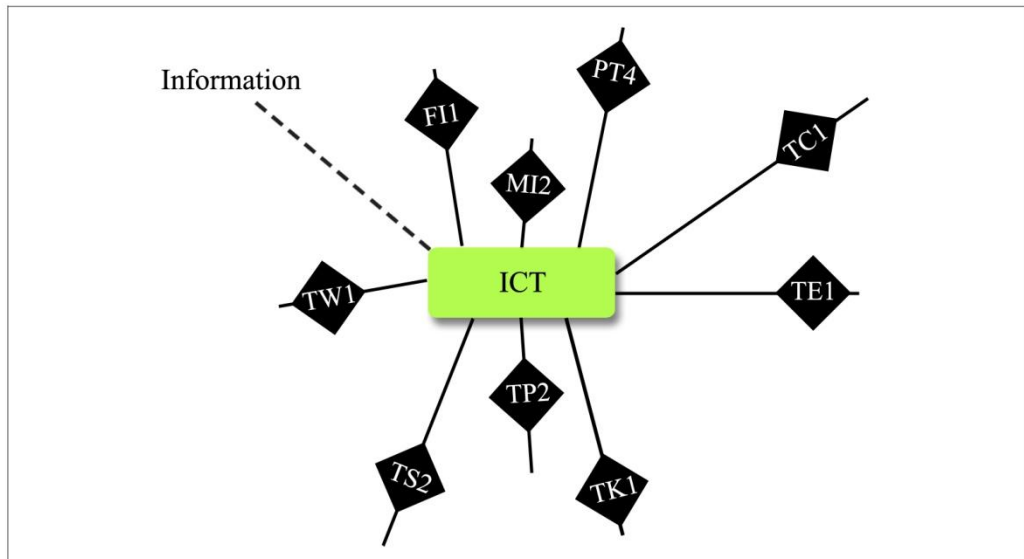 PT4
Information
FI1
TC1
MI2
ICT
TW1
TE1
TP2
TS2
TK1